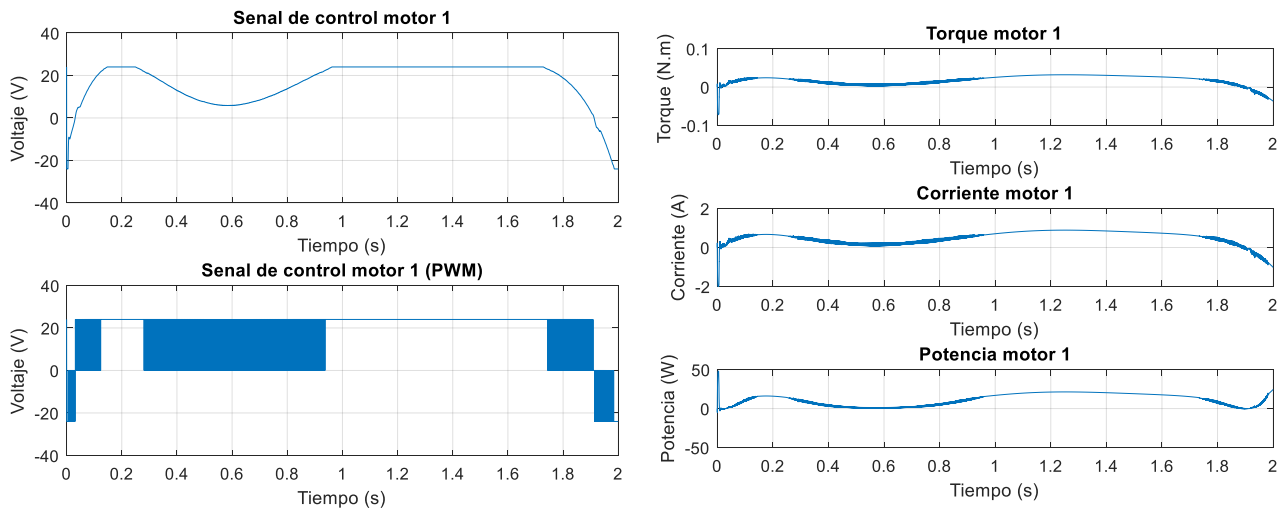 Senal de control motor 1
Voltaje (V)
40
20
0
-20
-40
0 0.2 0.4 0.6 0.8 1 1.2 1.4 1.6 1.8 2
Tiempo (s)
Senal de control motor 1 (PWM)
Voltaje (V)
40
20
0
-20
-40
0 0.2 0.4 0.6 0.8 1 1.2 1.4 1.6 1.8 2
Tiempo (s)
Torque motor 1
Torque (N.m)
0.1
0
-0.1
0 0.2 0.4 0.6 0.8 1 1.2 1.4 1.6 1.8 2
Tiempo (s)
Corriente motor 1
Corriente (A)
2
0
-2
0 0.2 0.4 0.6 0.8 1 1.2 1.4 1.6 1.8 2
Tiempo (s)
Potencia motor 1
Potencia (W)
50
0
-50
0 0.2 0.4 0.6 0.8 1 1.2 1.4 1.6 1.8 2
Tiempo (s)